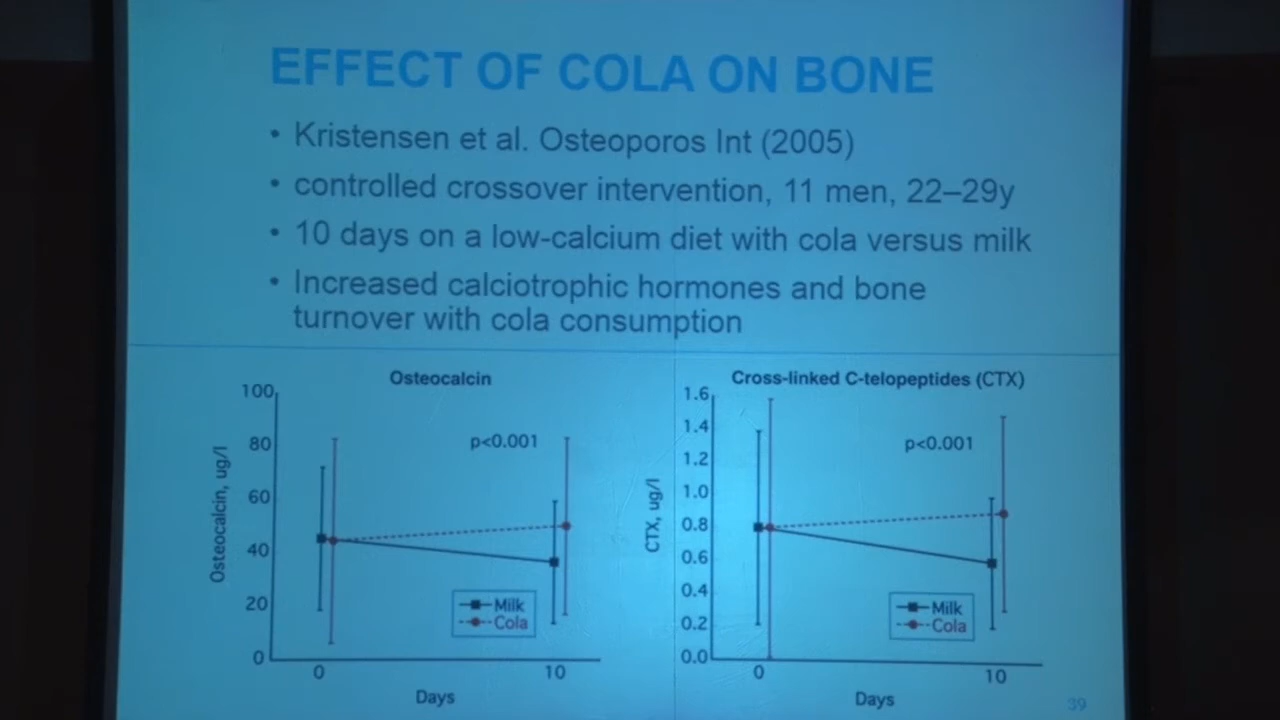 EFFECT OF COLA ON BONE
• Kristensen et al. Osteoporos Int (2005)
• controlled crossover intervention, 11 men, 22–29y
• 10 days on a low-calcium diet with cola versus milk
• Increased calciotrophic hormones and bone
turnover with cola consumption
Osteocalcin
100
80
60
40
20
0
Osteocalcin, ug/l
p<0.001
Milk
Cola
0
10
Days
Cross-linked C-telopeptides (CTX)
1.6
1.4
1.2
1.0
0.8
0.6
0.4
0.2
0.0
CTX, ug/l
p<0.001
Milk
Cola
0
10
Days
39